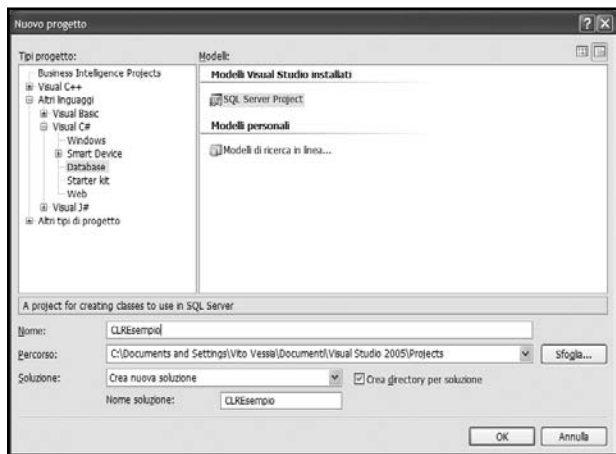 Nuovo progetto
Tipi progetto:
Business Intelligence Projects
Visual C++
Altri linguaggi
Visual Basic
Visual C#
Windows
Smart Device
Database
Starter kit
Web
Visual J#
Altri tipi di progetto
Modelli:
Modelli Visual Studio installati
SQL Server Project
Modelli personali
Modelli di ricerca in linea...
A project for creating classes to use in SQL Server
Nome: CLREsempio
Percorso: C:\Documents and Settings\Vito Vessia\Documenti\Visual Studio 2005\Projects Sfoglia...
Soluzione: Crea nuova soluzione Crea directory per soluzione
Nome soluzione: CLREsempio
OK Annulla